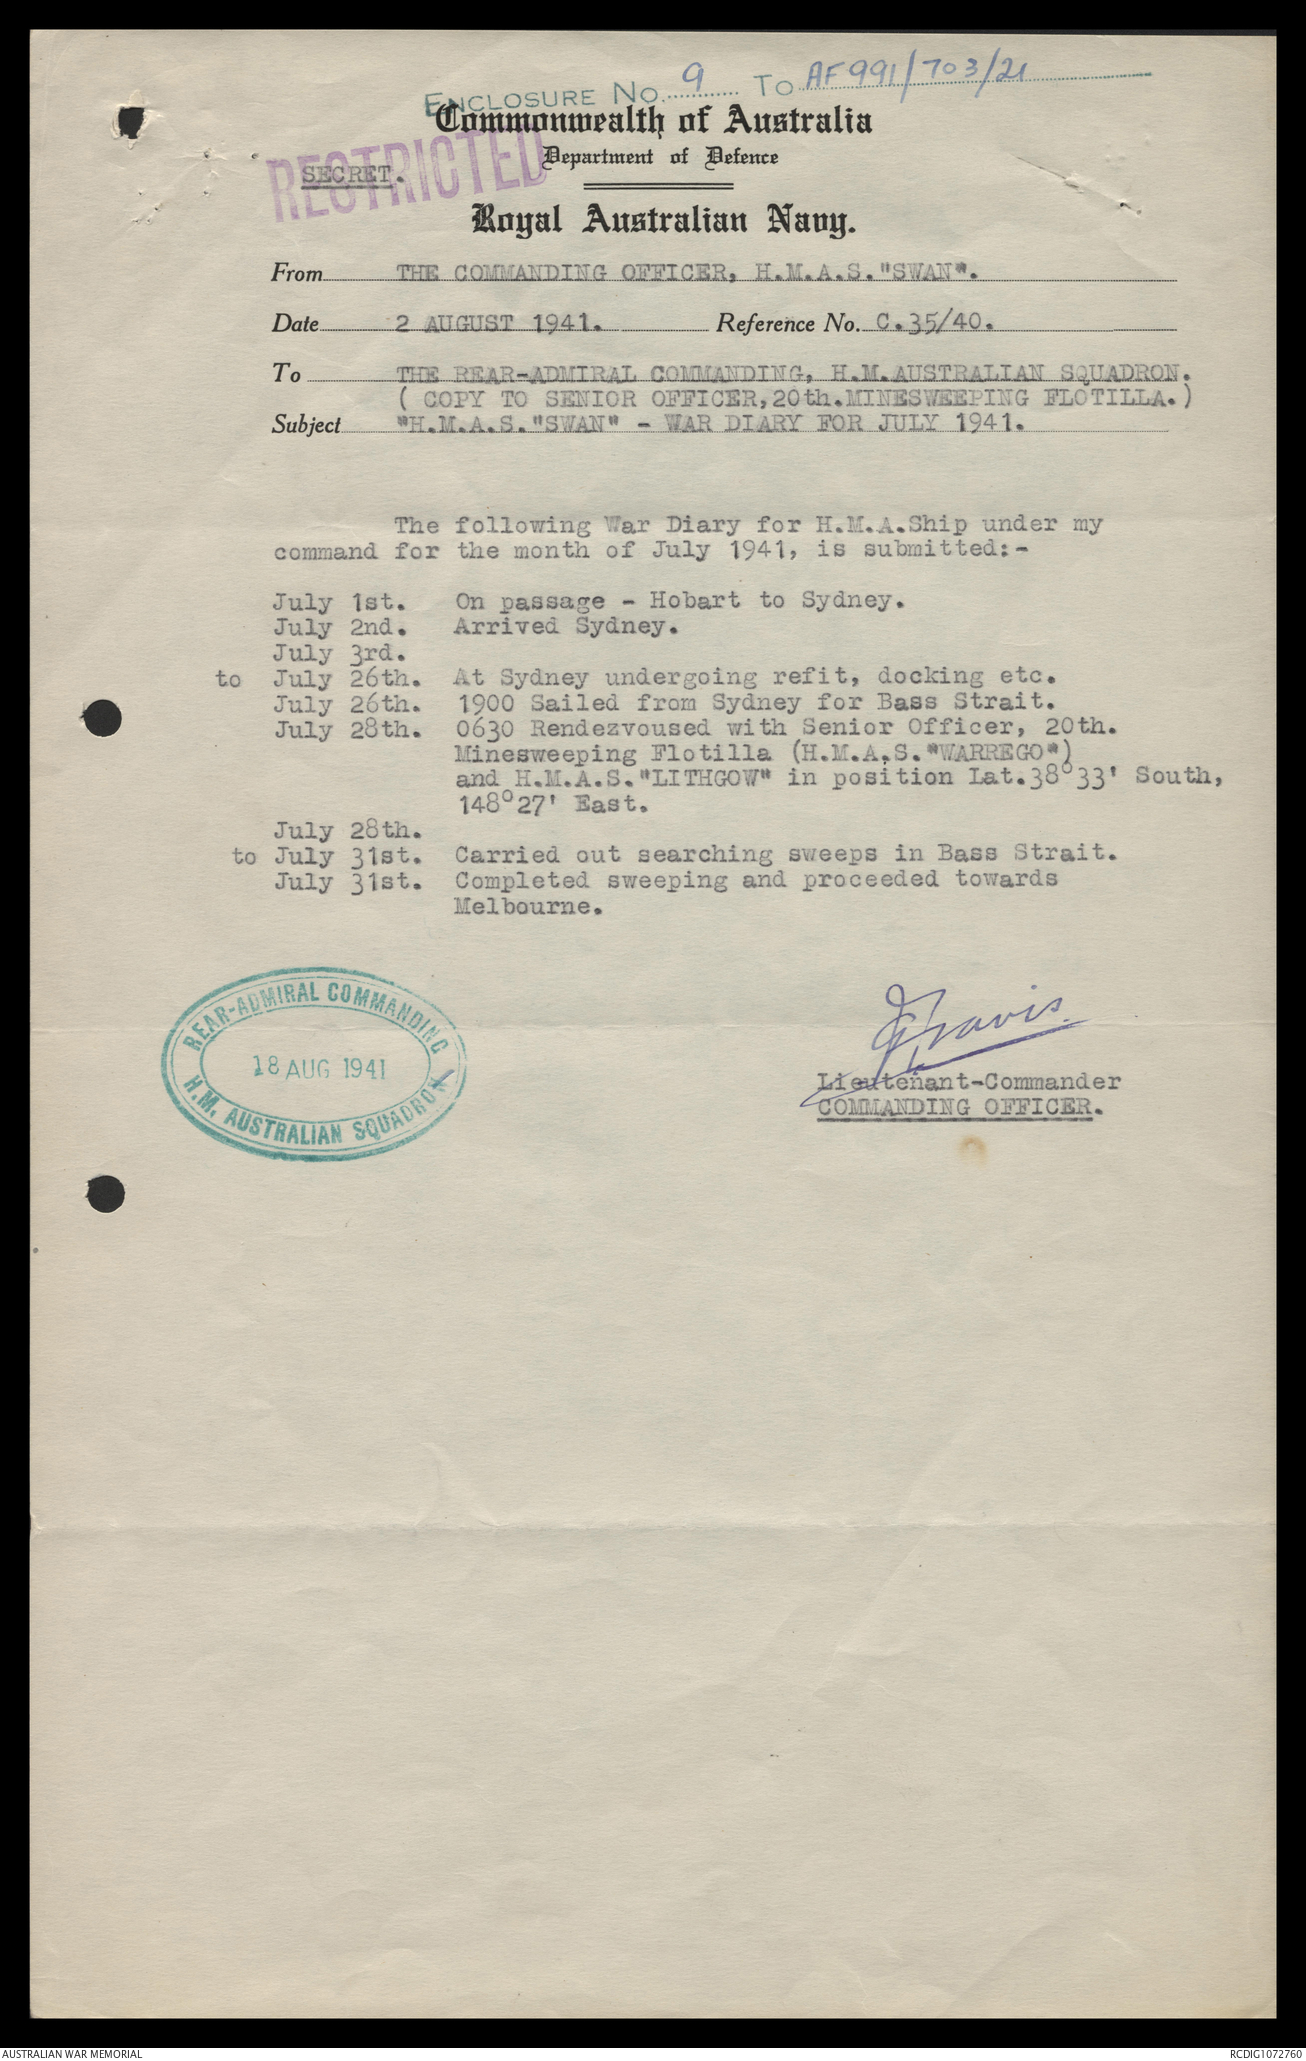 ENCLOSURE No. 9 To AF991/703/21
Commonwealth of Australia
Department of Defence
RESTRICTED
SECRET.
Royal Australian Navy.
From THE COMMANDING OFFICER, H.M.A.S."SWAN".
Date 2 AUGUST 1941. Reference No. C.35/40.
To THE REAR-ADMIRAL COMMANDING, H.M.AUSTRALIAN SQUADRON.
( COPY TO SENIOR OFFICER,20th.MINESWEEPING FLOTILLA.)
Subject "H.M.A.S."SWAN" - WAR DIARY FOR JULY 1941.
The following War Diary for H.M.A.Ship under my
command for the month of July 1941, is submitted:-
July 1st. On passage - Hobart to Sydney.
July 2nd. Arrived Sydney.
July 3rd.
to July 26th. At Sydney undergoing refit, docking etc.
July 26th. 1900 Sailed from Sydney for Bass Strait.
July 28th. 0630 Rendezvoused with Senior Officer, 20th.
Minesweeping Flotilla (H.M.A.S."WARREGO")
and H.M.A.S."LITHGOW" in position Lat.38°33' South,
148°27' East.
July 28th.
to July 31st. Carried out searching sweeps in Bass Strait.
July 31st. Completed sweeping and proceeded towards
Melbourne.
REAR-ADMIRAL COMMANDING
18 AUG 1941
H.M. AUSTRALIAN SQUADRON
Travis
Lieutenant-Commander
COMMANDING OFFICER.
AUSTRALIAN WAR MEMORIAL
RCDIG1072760